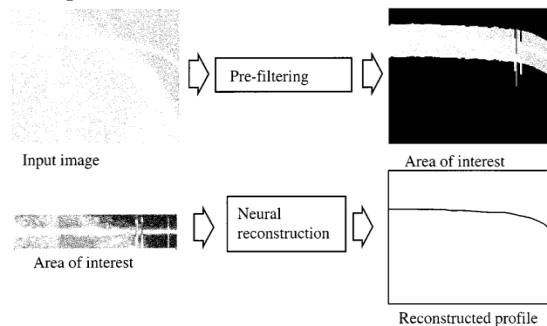 Pre-filtering
Input image
Area of interest
Neural
reconstruction
Area of interest
Reconstructed profile